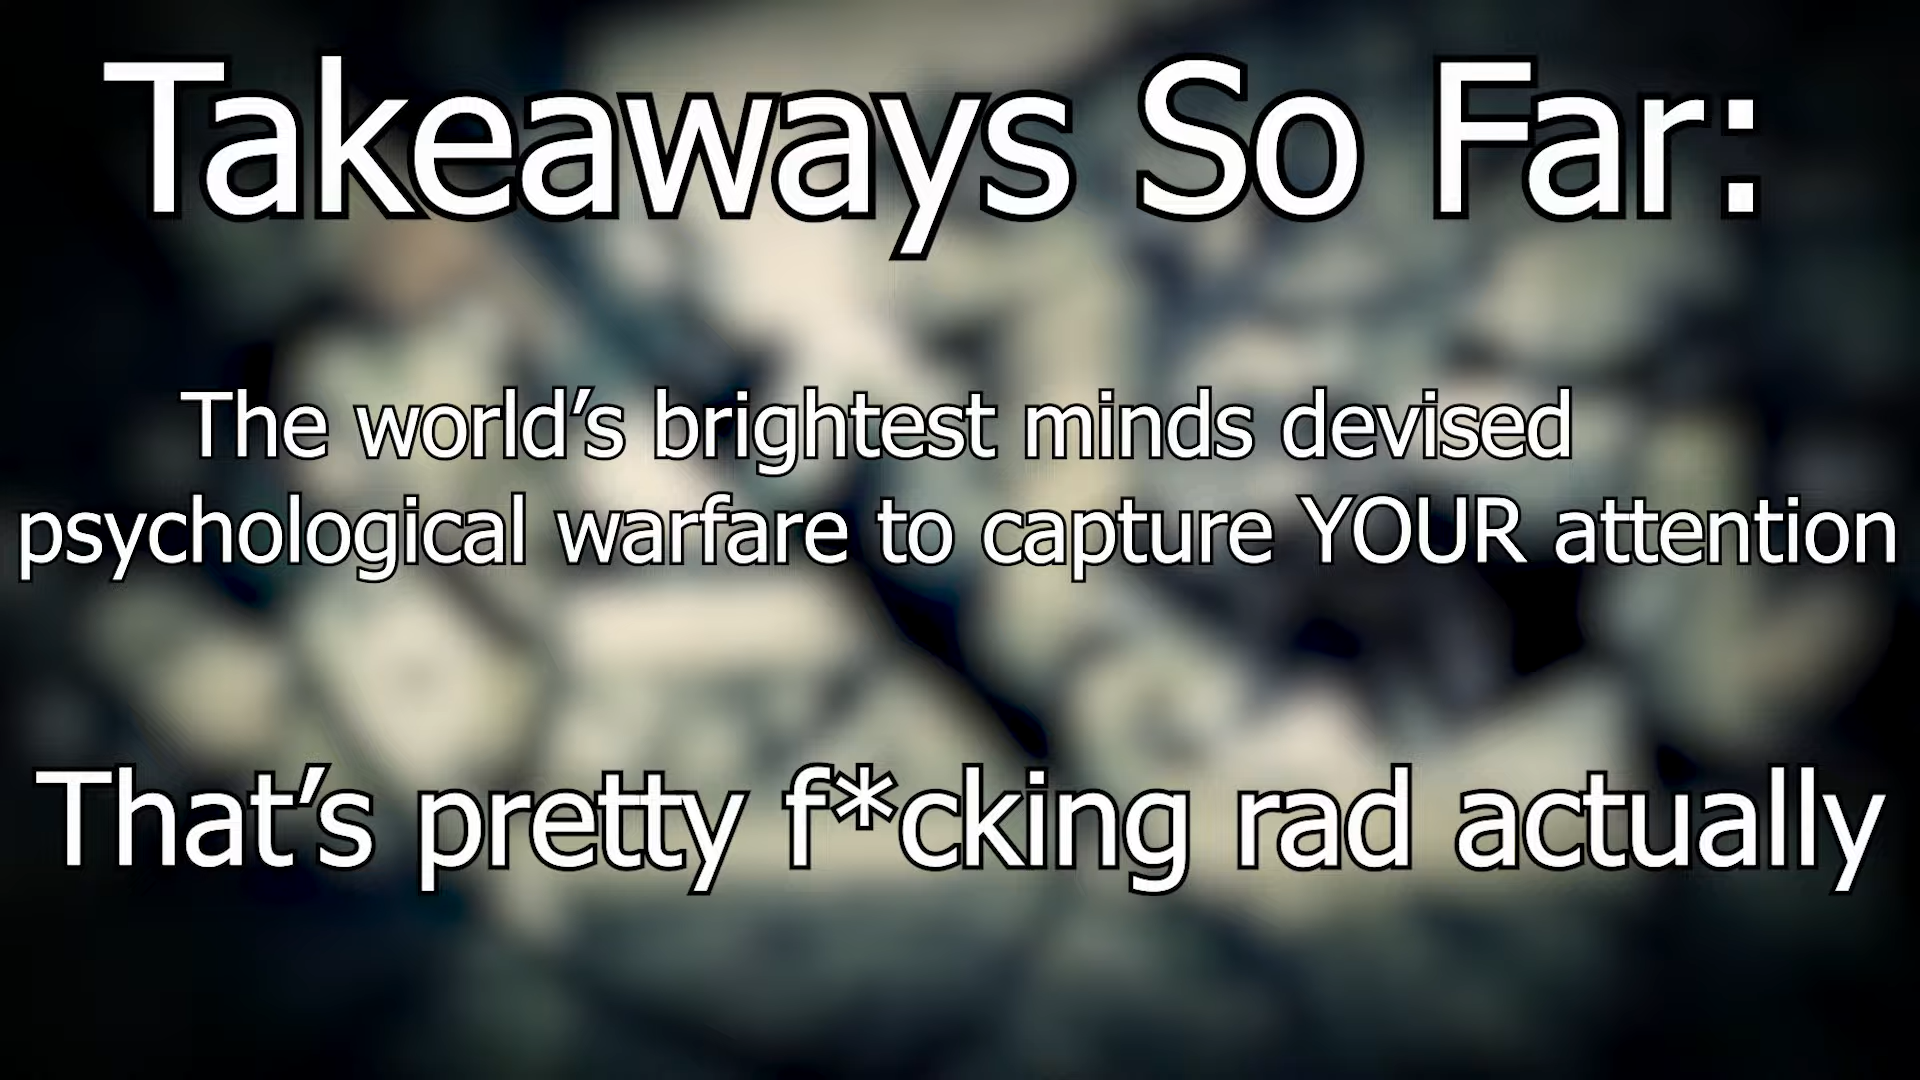 Takeaways So Far:
The world’s brightest minds devised
psychological warfare to capture YOUR attention
That’s pretty f*cking rad actually